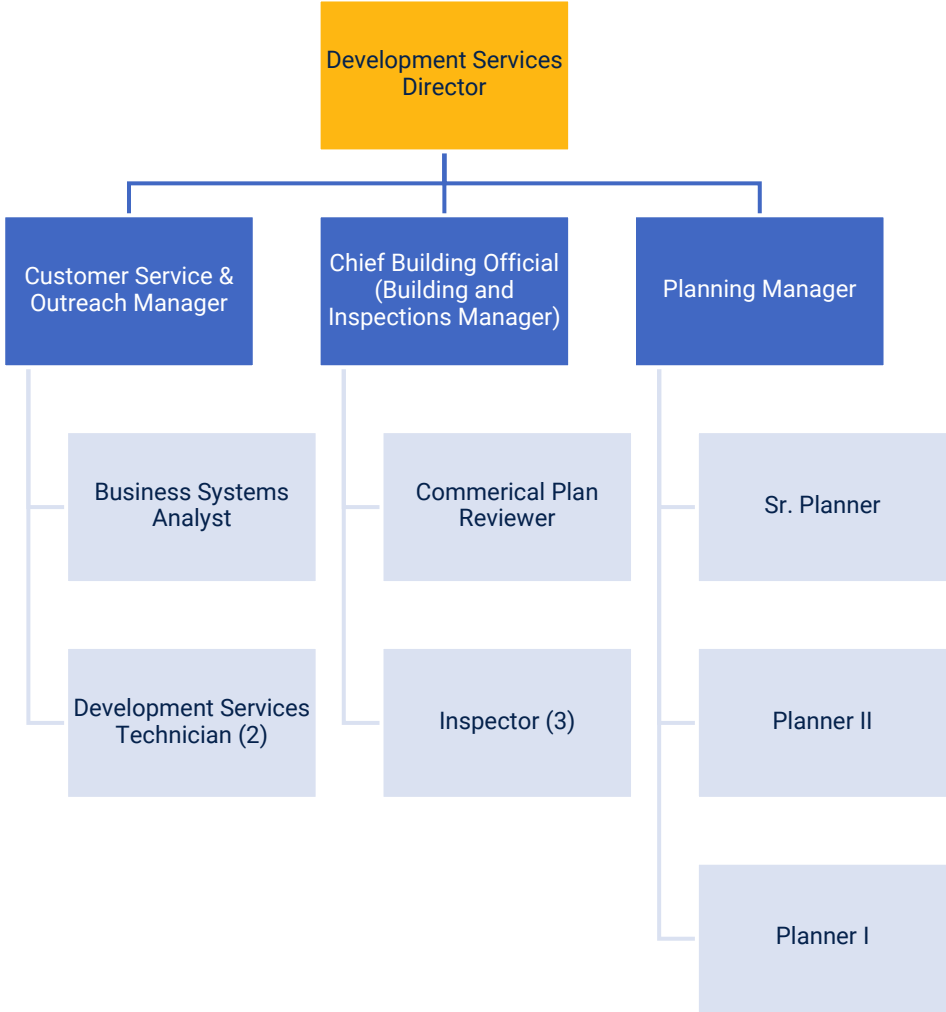 Development Services
Director
Customer Service &
Outreach Manager
Chief Building Official
(Building and
Inspections Manager)
Planning Manager
Business Systems
Analyst
Commerical Plan
Reviewer
Sr. Planner
Development Services
Technician (2)
Inspector (3)
Planner II
Planner I